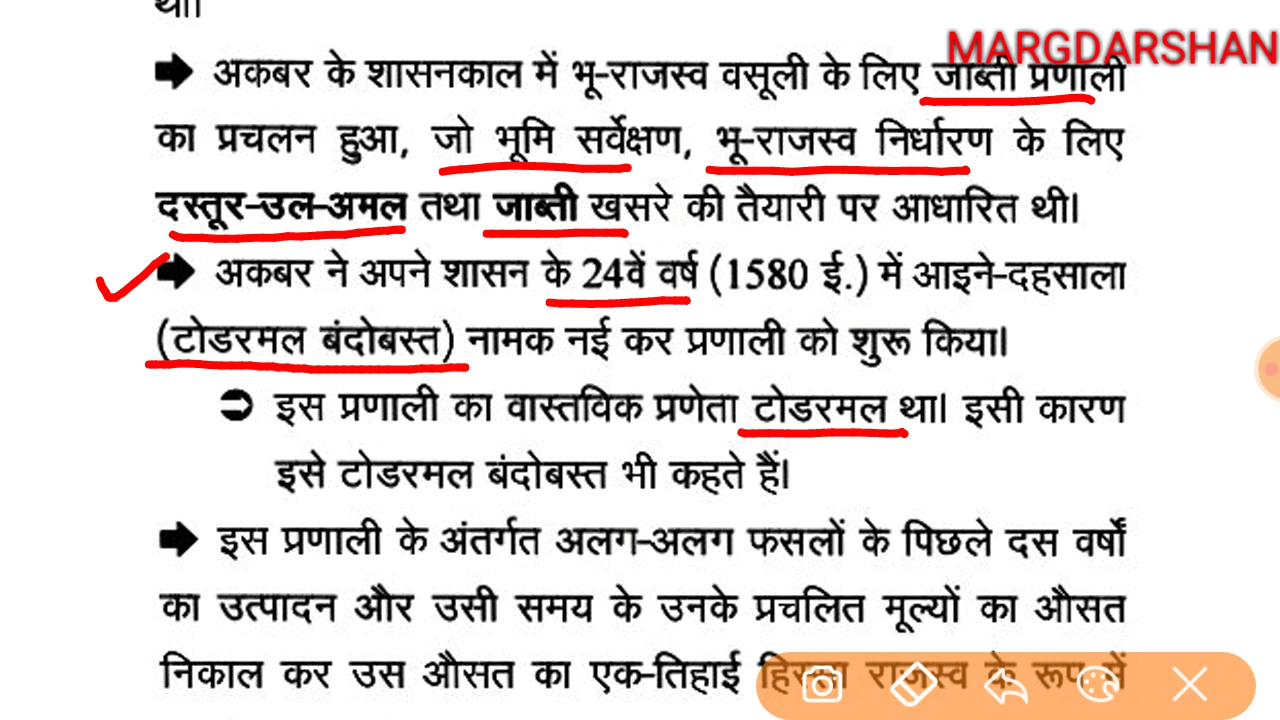 था।
MARGDARSHAN
➡ अकबर के शासनकाल में भू-राजस्व वसूली के लिए जाब्ती प्रणाली
का प्रचलन हुआ, जो भूमि सर्वेक्षण, भू-राजस्व निर्धारण के लिए
दस्तूर-उल-अमल तथा जाब्ती खसरे की तैयारी पर आधारित थी।
➡ अकबर ने अपने शासन के 24वें वर्ष (1580 ई.) में आइने-दहसाला
(टोडरमल बंदोबस्त) नामक नई कर प्रणाली को शुरू किया।
➲ इस प्रणाली का वास्तविक प्रणेता टोडरमल था। इसी कारण
इसे टोडरमल बंदोबस्त भी कहते हैं।
➡ इस प्रणाली के अंतर्गत अलग-अलग फसलों के पिछले दस वर्षों
का उत्पादन और उसी समय के उनके प्रचलित मूल्यों का औसत
निकाल कर उस औसत का एक-तिहाई हिस्सा राजस्व के रूप में